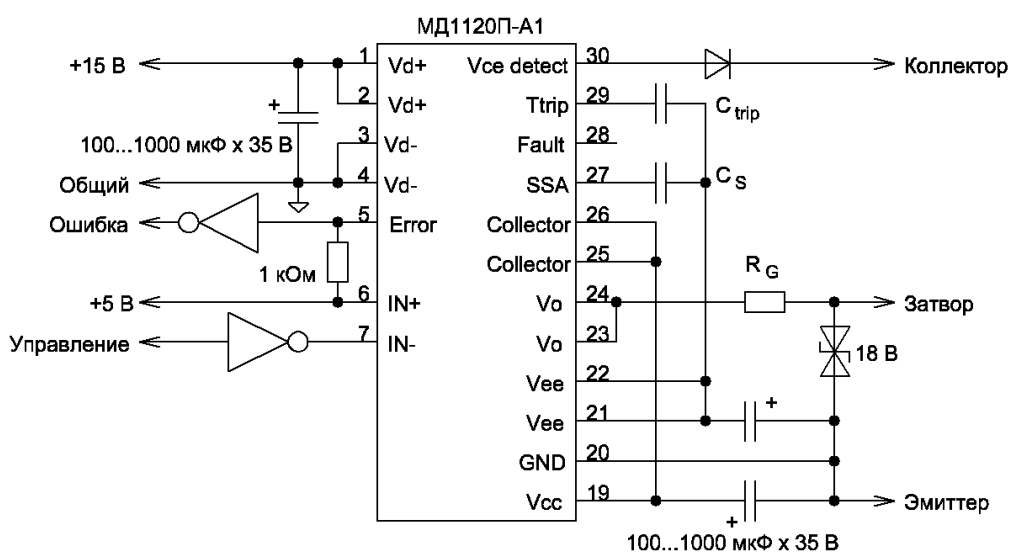 МД1120П-А1
+15 В 1 Vd+ Vce detect 30 Коллектор
2 Vd+ Ttrip 29 C trip
+
100...1000 мкФ х 35 В 3 Vd- Fault 28
Общий 4 Vd- SSA 27 C S
Ошибка 5 Error Collector 26
1 кОм Collector 25 R G
+5 В 6 IN+ Vo 24 Затвор
Управление 7 IN- Vo 23
18 В
Vee 22
Vee 21 +
GND 20
Vcc 19 Эмиттер
+
100...1000 мкФ х 35 В